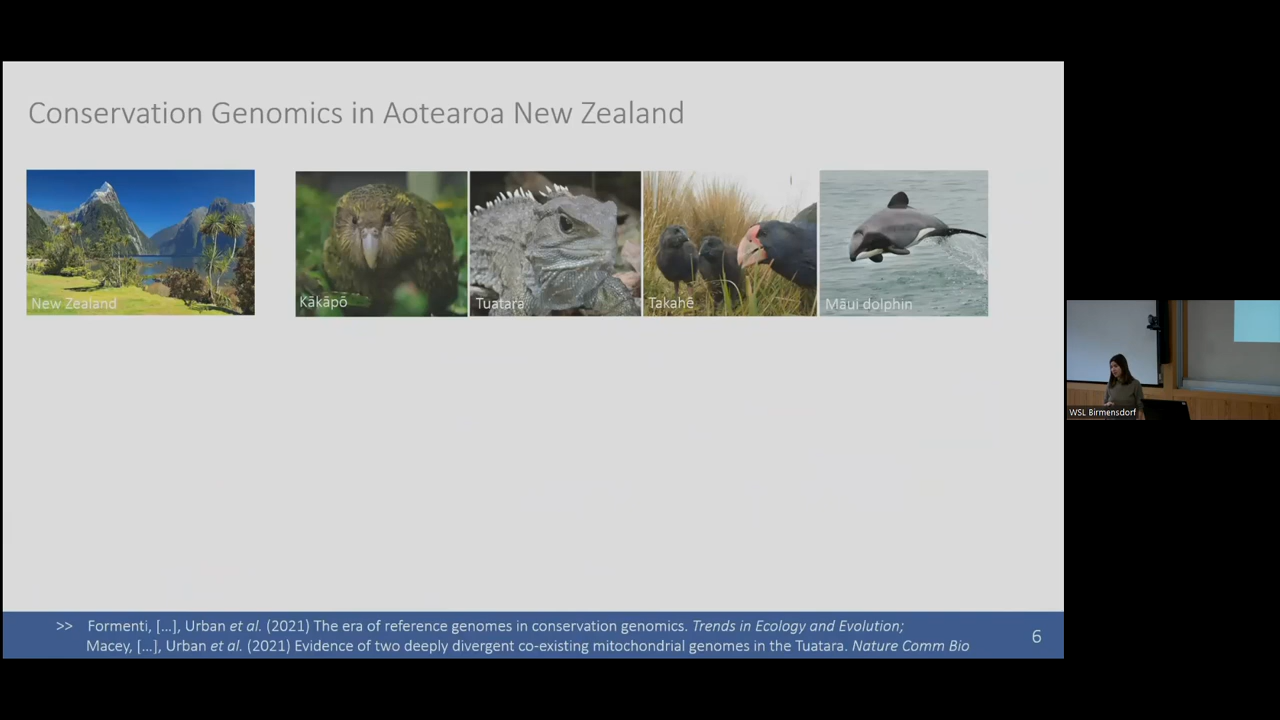 Conservation Genomics in Aotearoa New Zealand
New Zealand
Kākāpō
Tuatara
Takahē
Māui dolphin
WSL Birmensdorf
>> Formenti, [...], Urban et al. (2021) The era of reference genomes in conservation genomics. Trends in Ecology and Evolution;
Macey, [...], Urban et al. (2021) Evidence of two deeply divergent co-existing mitochondrial genomes in the Tuatara. Nature Comm Bio
6